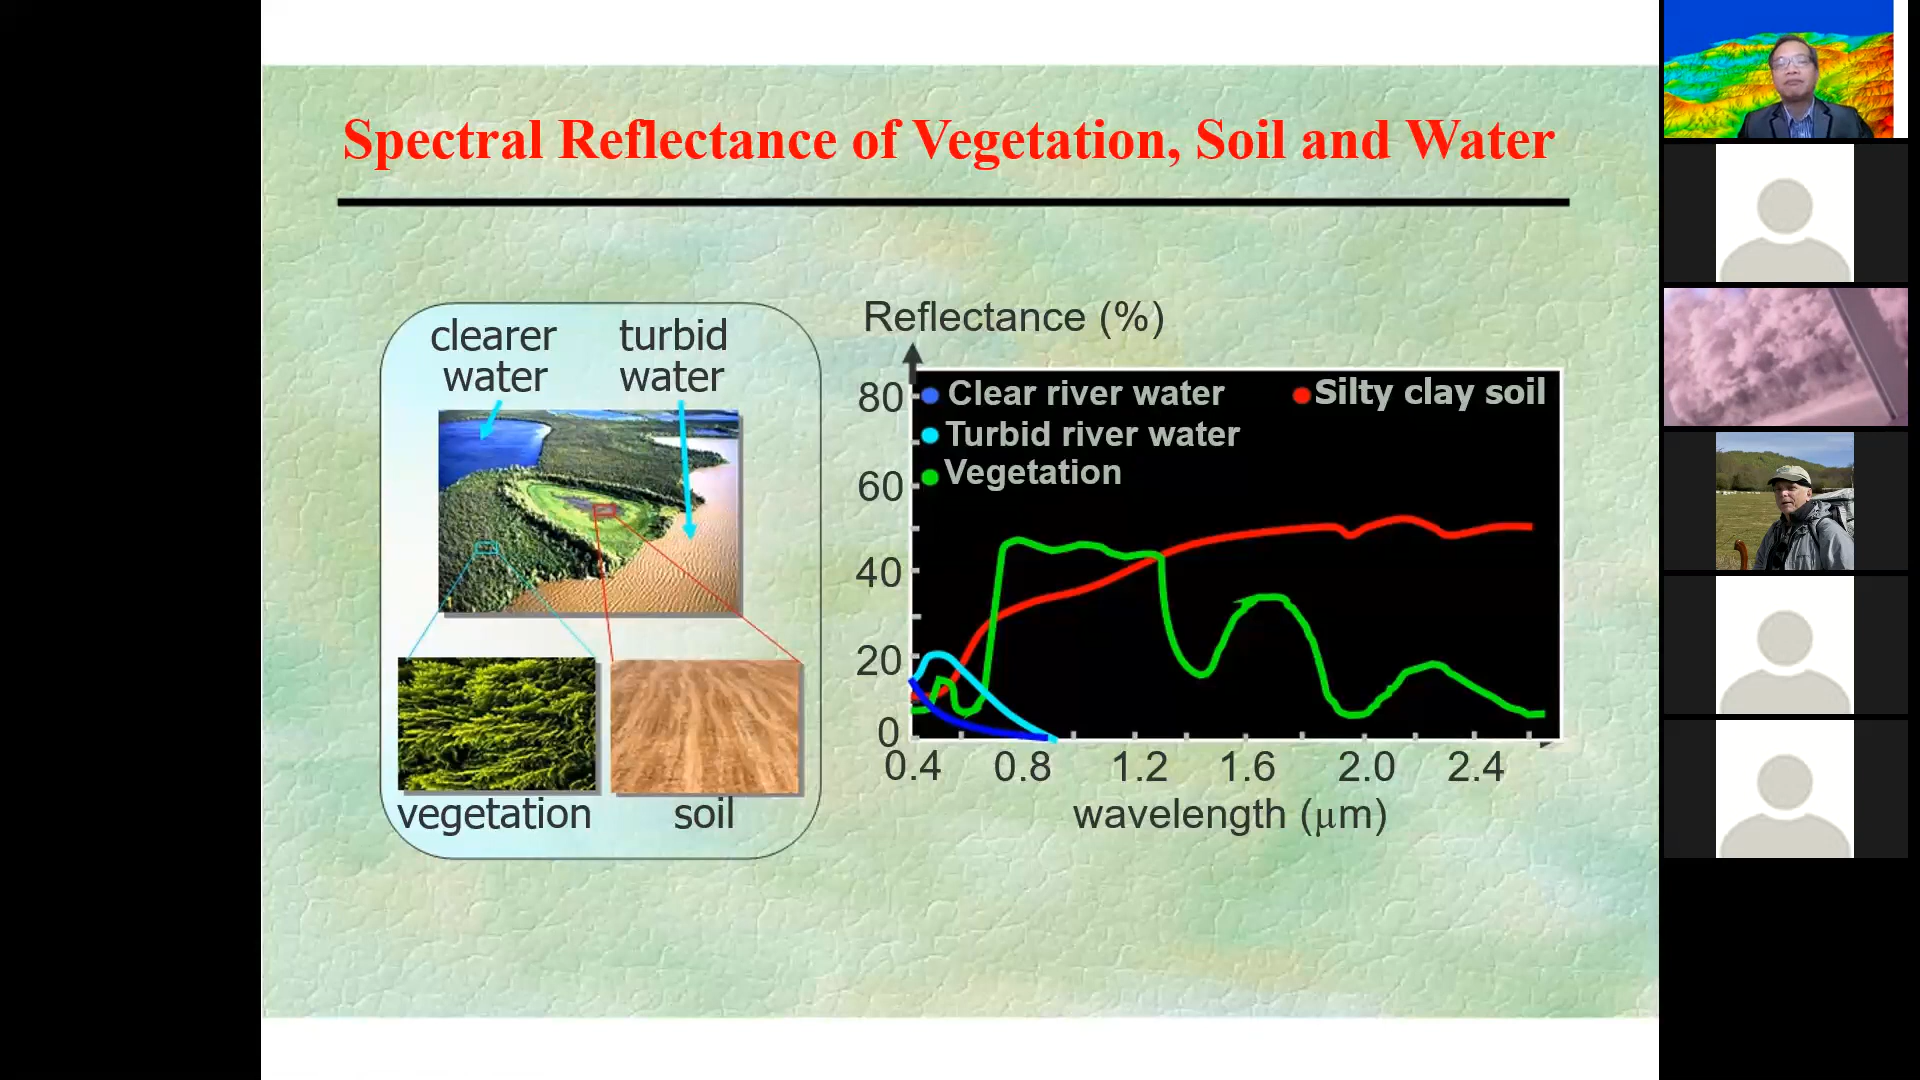 Spectral Reflectance of Vegetation, Soil and Water
clearer
water
turbid
water
vegetation
soil
Reflectance (%)
Clear river water
Silty clay soil
Turbid river water
Vegetation
80
60
40
20
0
0.4 0.8 1.2 1.6 2.0 2.4
wavelength (μm)